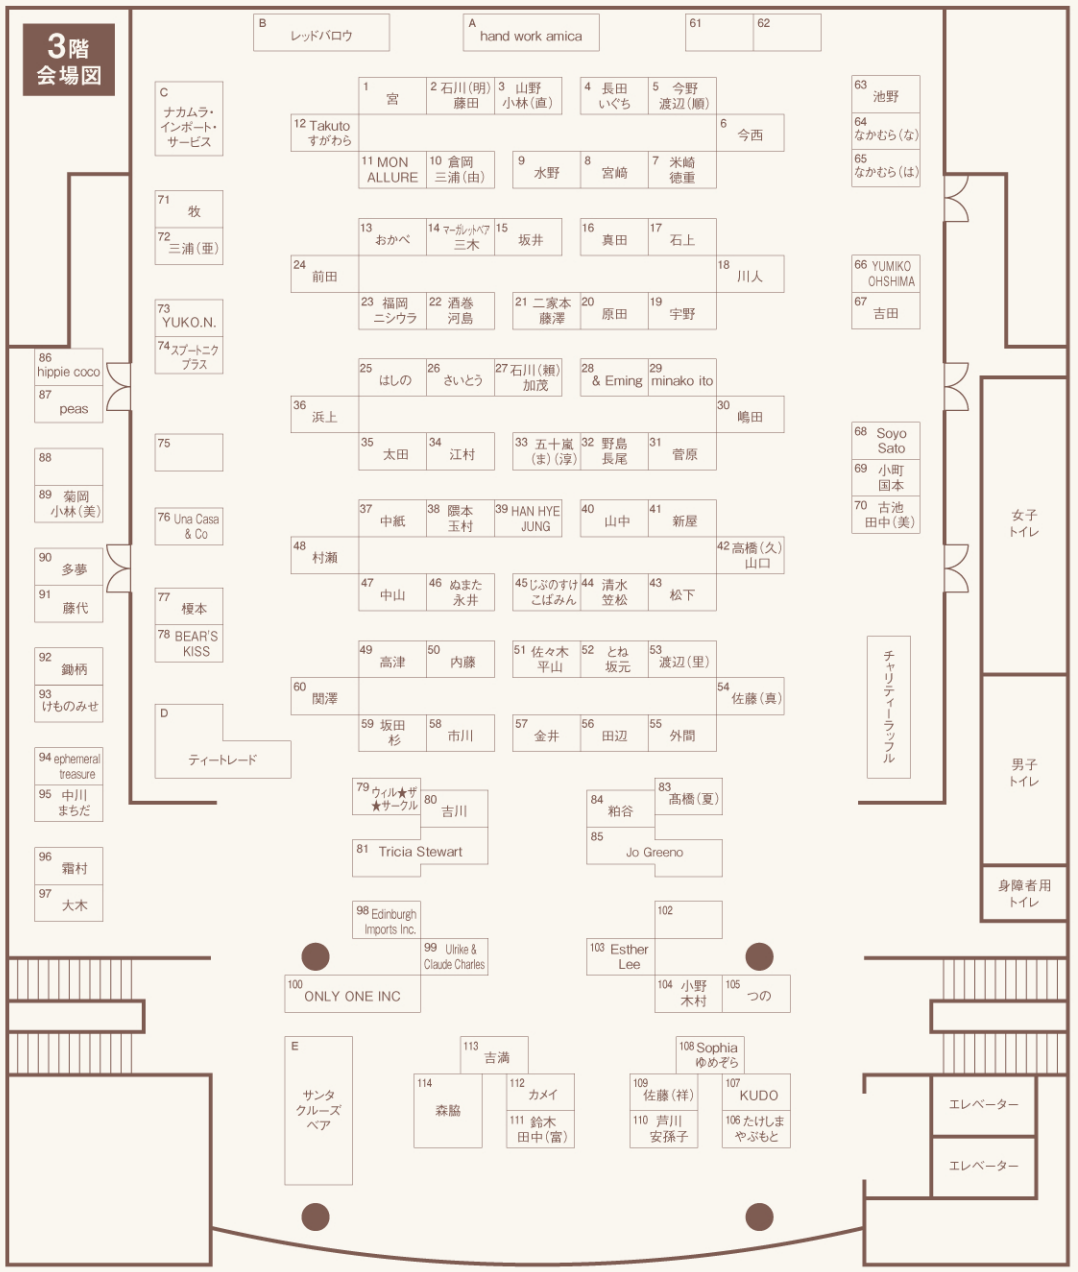 3階
会場図
B レッドバロウ
A hand work amica
61
62
C ナカムラ・
インポート・
サービス
1 宮
2 石川(明)
藤田
3 山野
小林(直)
4 長田
いぐち
5 今野
渡辺(順)
12 Takuto
すがわら
6 今西
11 MON
ALLURE
10 倉岡
三浦(由)
9 水野
8 宮﨑
7 米崎
徳重
63 池野
64
なかむら(な)
65
なかむら(は)
71 牧
72
三浦(亜)
13 おかべ
14 マーガレットベア
三木
15 坂井
16 真田
17 石上
24 前田
18 川人
23 福岡
ニシウラ
22 酒巻
河島
21 二家本
藤澤
20 原田
19 宇野
66 YUMIKO
OHSHIMA
67 吉田
73
YUKO.N.
74 スプートニク
プラス
86
hippie coco
87 peas
25 はしの
26 さいとう
27 石川(頼)
加茂
28 & Eming
29
minako ito
36 浜上
30 嶋田
35 太田
34 江村
33 五十嵐
(ま)(淳)
32 野島
長尾
31 菅原
75
68 Soyo
Sato
69 小町
国本
70 古池
田中(美)
88
89 菊岡
小林(美)
76 Una Casa
& Co
37 中紙
38 隈本
玉村
39 HAN HYE
JUNG
40 山中
41 新屋
48 村瀬
42 高橋(久)
山口
47 中山
46 ぬまた
永井
45 じぶのすけ
こばみん
44 清水
笠松
43 松下
女子
トイレ
90 多夢
91 藤代
77 榎本
78 BEAR'S
KISS
92 鋤柄
93
けものみせ
49 高津
50 内藤
51 佐々木
平山
52 とね
坂元
53
渡辺(里)
60 関澤
54
佐藤(真)
59 坂田
杉
58 市川
57 金井
56 田辺
55 外間
チャリティーラッフル
D
ティートレード
94 ephemeral
treasure
95 中川
まちだ
男子
トイレ
79 ウィル★ザ
★サークル
80 吉川
81 Tricia Stewart
84 粕谷
83
髙橋(夏)
85 Jo Greeno
96 霜村
97 大木
身障者用
トイレ
98 Edinburgh
Imports Inc.
99 Ulrike &
Claude Charles
100
ONLY ONE INC
102
103 Esther
Lee
104 小野
木村
105 つの
E
サンタ
クルーズ
ベア
113
吉満
114
森脇
112 カメイ
111 鈴木
田中(富)
108 Sophia
ゆめぞら
109
佐藤(祥)
107
KUDO
110 芦川
安孫子
106 たけしま
やぶもと
エレベーター
エレベーター